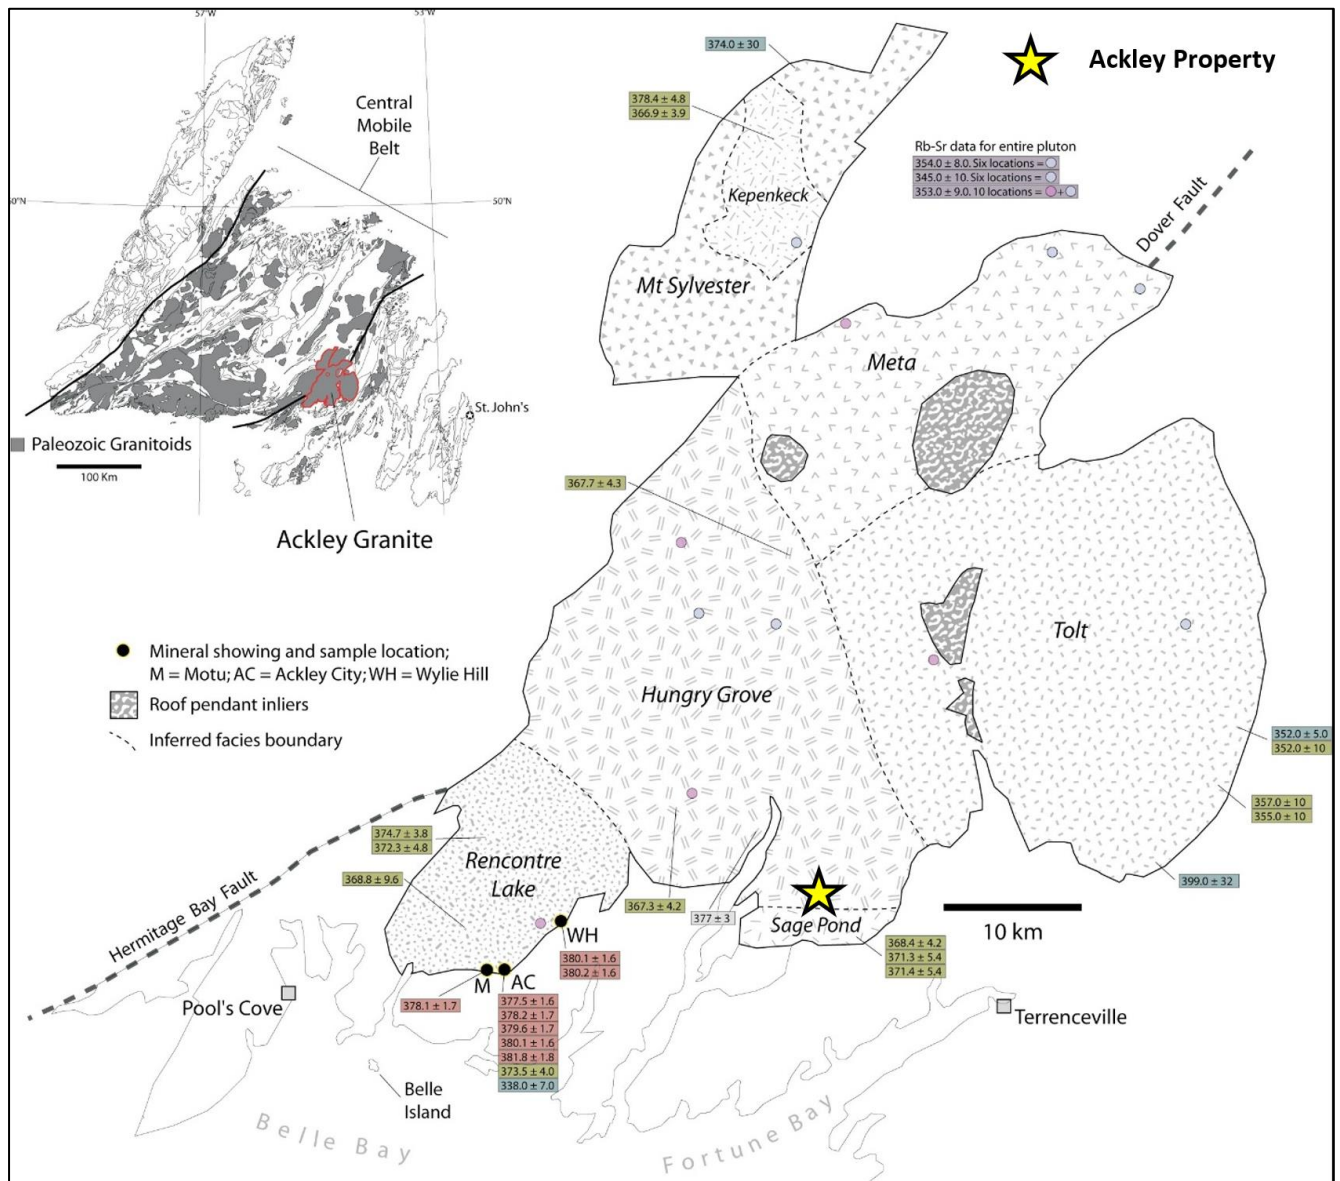 57°W
53°W
Central
Mobile
Belt
50°N
St. John's
Paleozoic Granitoids
100 Km
Ackley Granite
Mineral showing and sample location;
M = Motu; AC = Ackley City; WH = Wylie Hill
Roof pendant inliers
Inferred facies boundary
Ackley Property
374.0 ± 30
378.4 ± 4.8
366.9 ± 3.9
Rb-Sr data for entire pluton
354.0 ± 8.0. Six locations =
345.0 ± 10. Six locations =
353.0 ± 9.0. 10 locations = +
Dover Fault
Kepenkeck
Mt Sylvester
Meta
367.7 ± 4.3
Tolt
Hungry Grove
352.0 ± 5.0
352.0 ± 10
357.0 ± 10
355.0 ± 10
399.0 ± 32
374.7 ± 3.8
372.3 ± 4.8
368.8 ± 9.6
Rencontre
Lake
Hermitage Bay Fault
367.3 ± 4.2
377 ± 3
Sage Pond
10 km
368.4 ± 4.2
371.3 ± 5.4
371.4 ± 5.4
WH
380.1 ± 1.6
380.2 ± 1.6
M
AC
378.1 ± 1.7
377.5 ± 1.6
378.2 ± 1.7
379.6 ± 1.7
380.1 ± 1.6
381.8 ± 1.8
373.5 ± 4.0
338.0 ± 7.0
Pool's Cove
Terrenceville
Belle
Island
Belle Bay
Fortune Bay